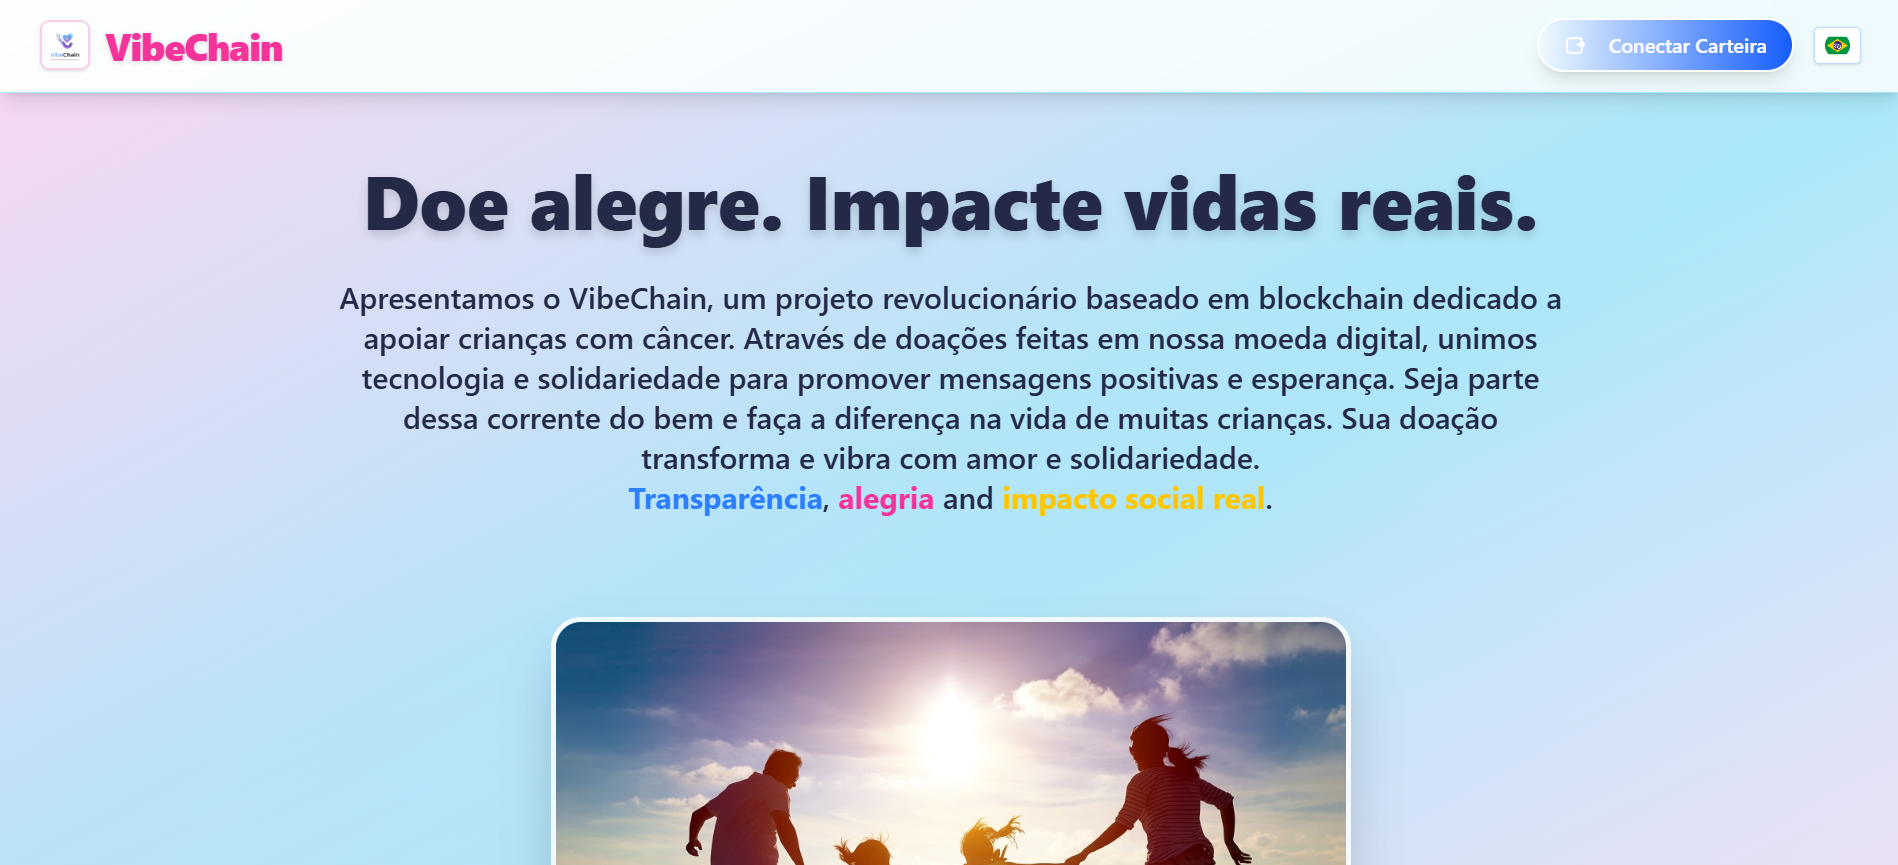 VibeChain
VibeChain
Conectar Carteira
Doe alegre. Impacte vidas reais.
Apresentamos o VibeChain, um projeto revolucionário baseado em blockchain dedicado a
apoiar crianças com câncer. Através de doações feitas em nossa moeda digital, unimos
tecnologia e solidariedade para promover mensagens positivas e esperança. Seja parte
dessa corrente do bem e faça a diferença na vida de muitas crianças. Sua doação
transforma e vibra com amor e solidariedade.
Transparência, alegria and impacto social real.